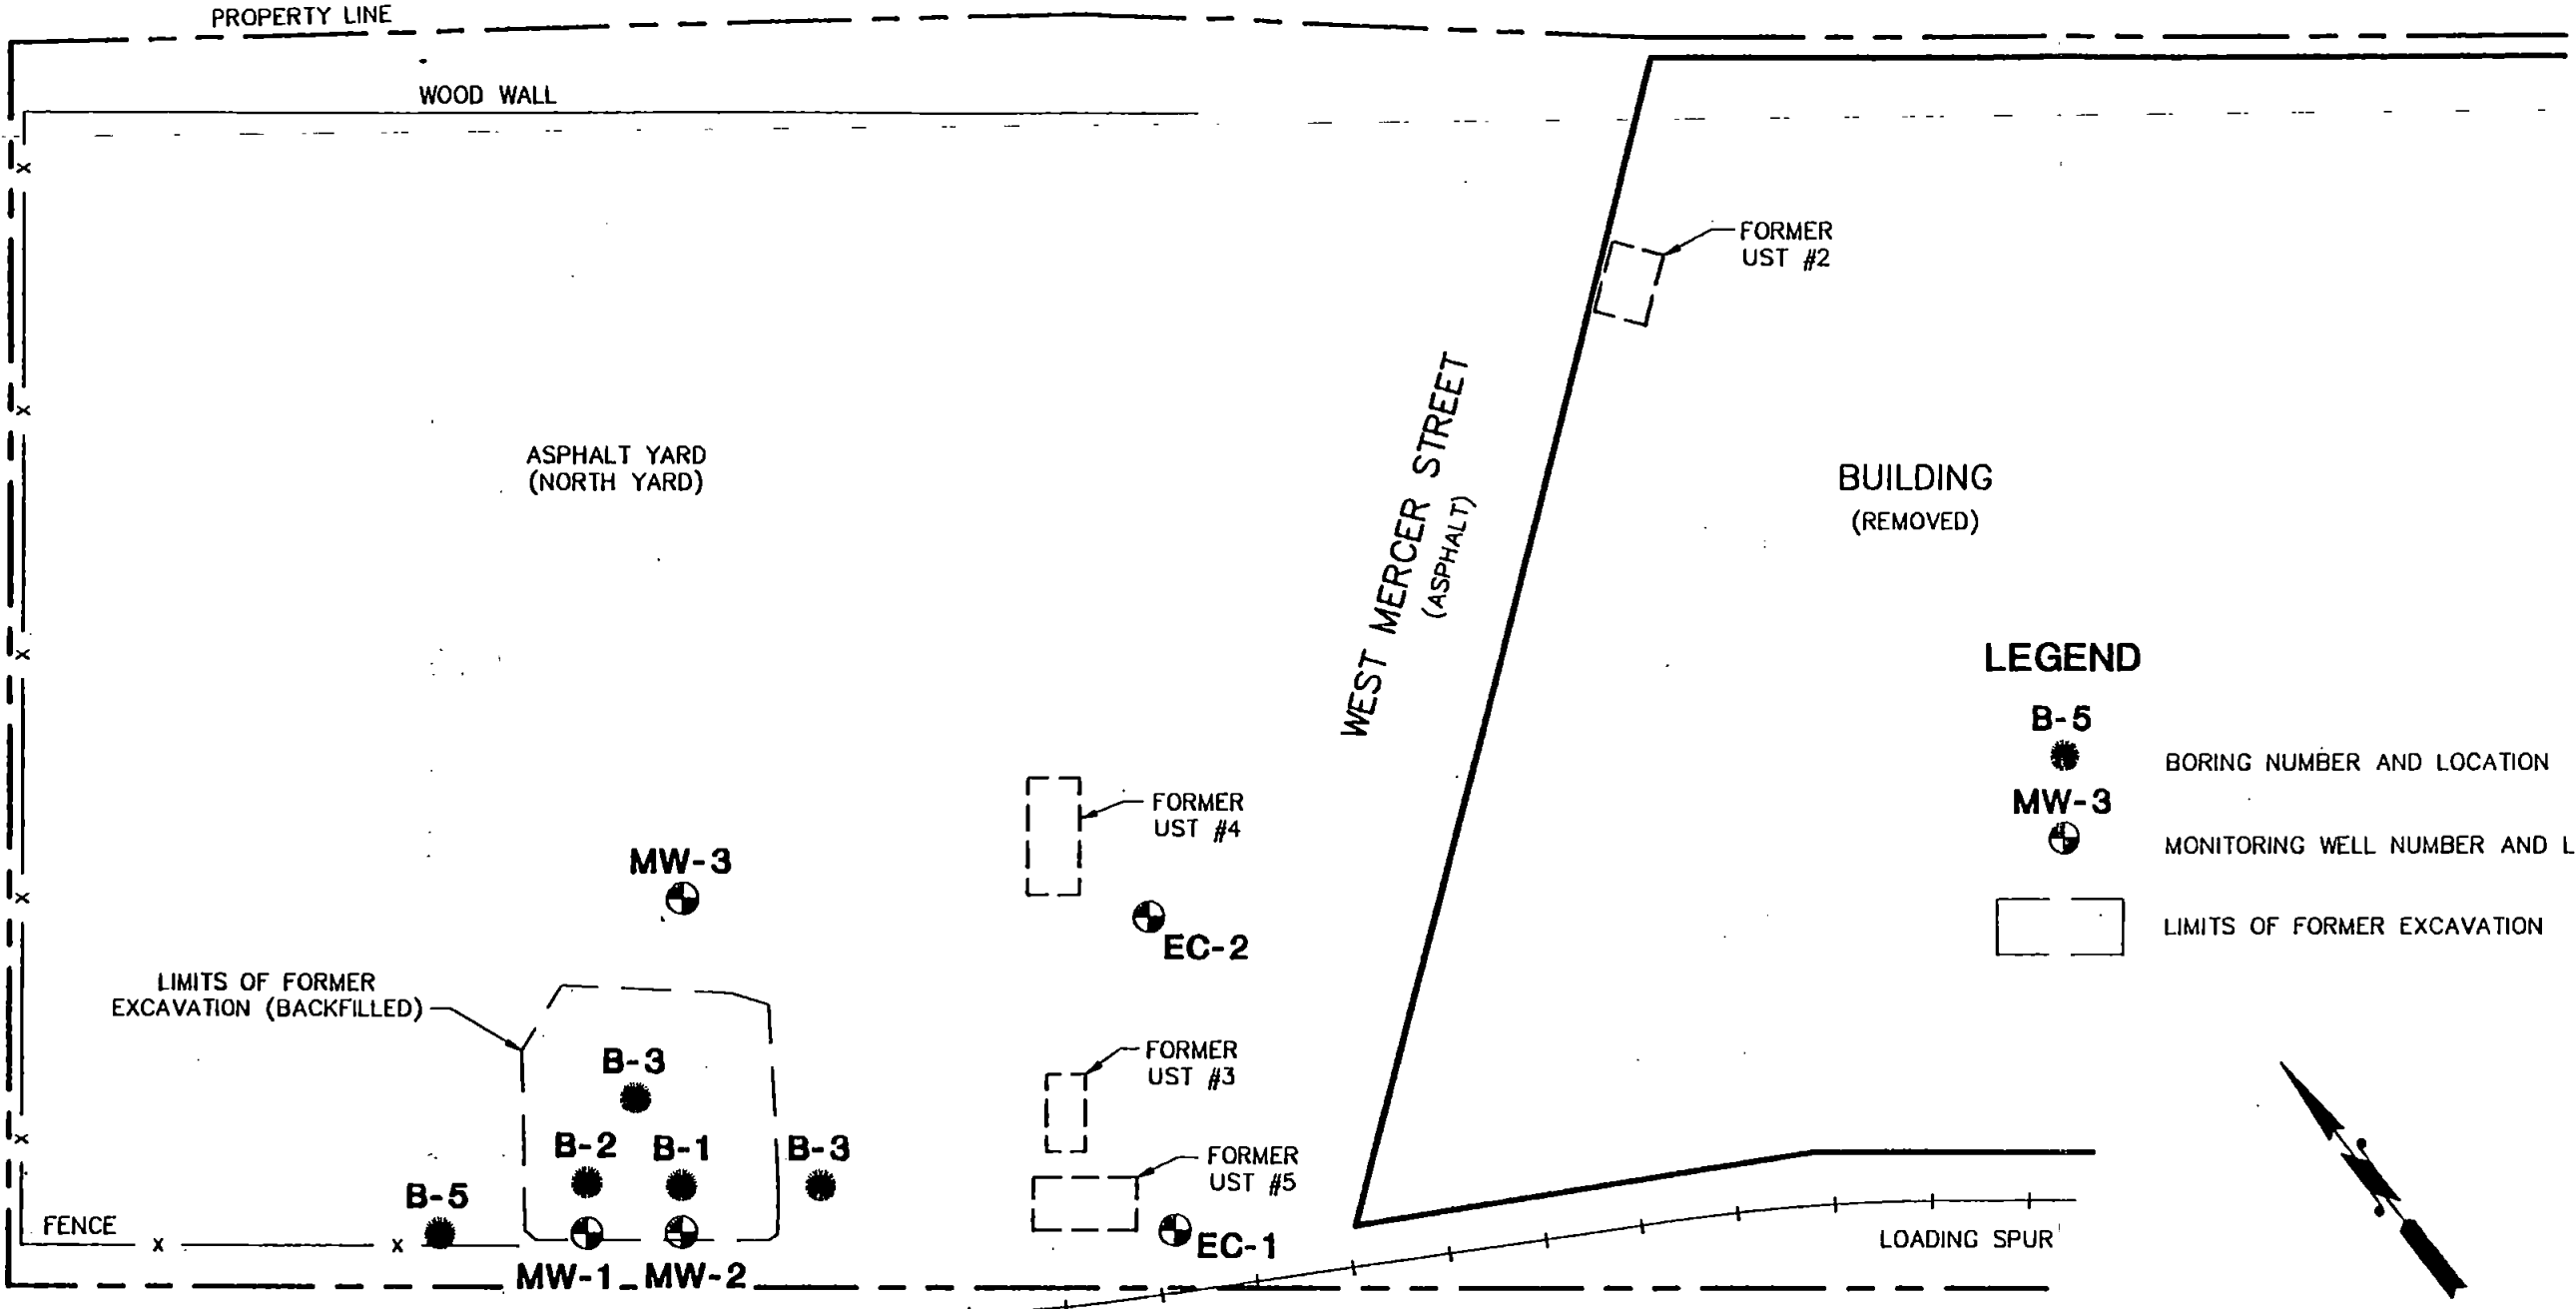 PROPERTY LINE
WOOD WALL
FORMER
UST #2
ASPHALT YARD
(NORTH YARD)
WEST MERCER STREET
(ASPHALT)
BUILDING
(REMOVED)
LEGEND
B-5
BORING NUMBER AND LOCATION
MW-3
MONITORING WELL NUMBER AND L
LIMITS OF FORMER EXCAVATION
FORMER
UST #4
MW-3
EC-2
LIMITS OF FORMER
EXCAVATION (BACKFILLED)
B-3
FORMER
UST #3
B-2
B-1
B-3
FORMER
UST #5
B-5
FENCE
x
x
x
x
x
x
x
EC-1
LOADING SPUR
MW-1
MW-2